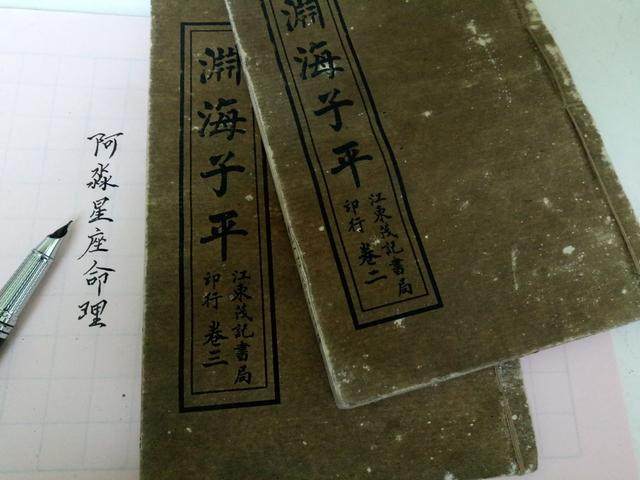 阿淼星座命理
淵海子平
江東茂記書局
印行
卷三
淵海子平
江東茂記書局
印行
卷二